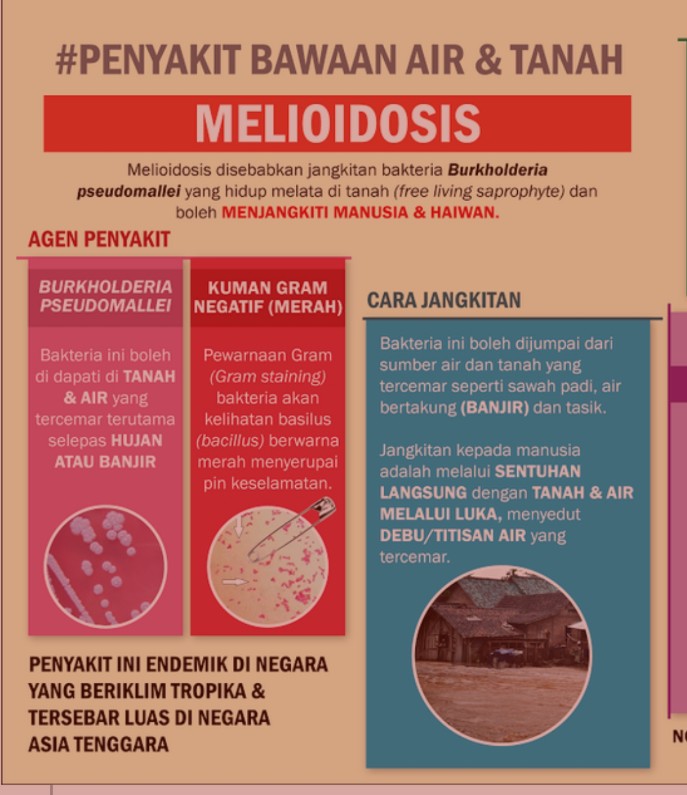 #PENYAKIT BAWAAN AIR & TANAH
MELIOIDOSIS
Melioidosis disebabkan jangkitan bakteria Burkholderia
pseudomallei yang hidup melata di tanah (free living saprophyte) dan
boleh MENJANGKITI MANUSIA & HAIWAN.
AGEN PENYAKIT
BURKHOLDERIA
PSEUDOMALLEI
Bakteria ini boleh
di dapati di TANAH
& AIR yang
tercemar terutama
selepas HUJAN
ATAU BANJIR
KUMAN GRAM
NEGATIF (MERAH)
Pewarnaan Gram
(Gram staining)
bakteria akan
kelihatan basilus
(bacillus) berwarna
merah menyerupai
pin keselamatan.
PENYAKIT INI ENDEMIK DI NEGARA
YANG BERIKLIM TROPIKA &
TERSEBAR LUAS DI NEGARA
ASIA TENGGARA
CARA JANGKITAN
Bakteria ini boleh dijumpai dari
sumber air dan tanah yang
tercemar seperti sawah padi, air
bertakung (BANJIR) dan tasik.
Jangkitan kepada manusia
adalah melalui SENTUHAN
LANGSUNG dengan TANAH & AIR
MELALUI LUKA, menyedut
DEBU/TITISAN AIR yang
tercemar.